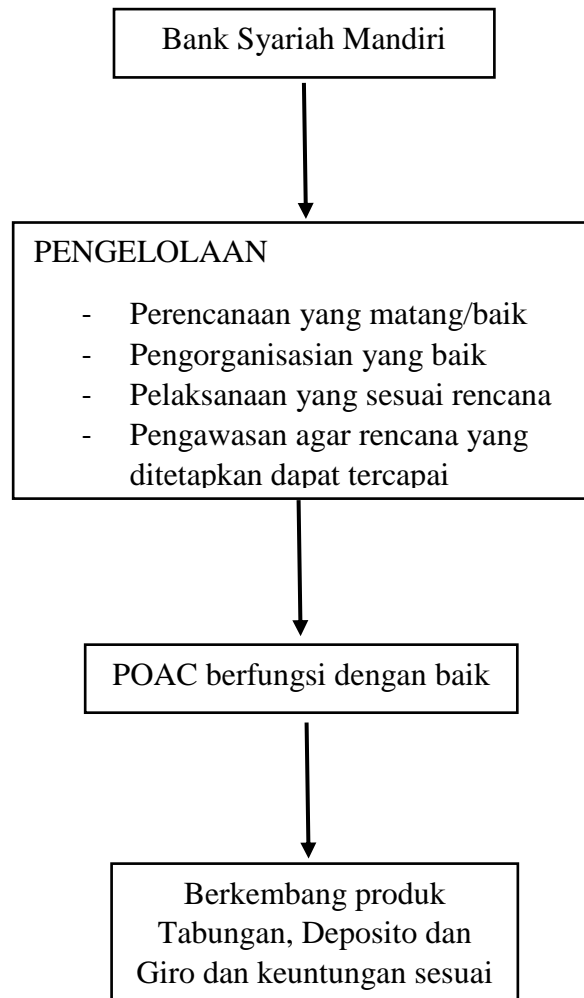 Bank Syariah Mandiri
PENGELOLAAN
- Perencanaan yang matang/baik
- Pengorganisasian yang baik
- Pelaksanaan yang sesuai rencana
- Pengawasan agar rencana yang
ditetapkan dapat tercapai
POAC berfungsi dengan baik
Berkembang produk
Tabungan, Deposito dan
Giro dan keuntungan sesuai